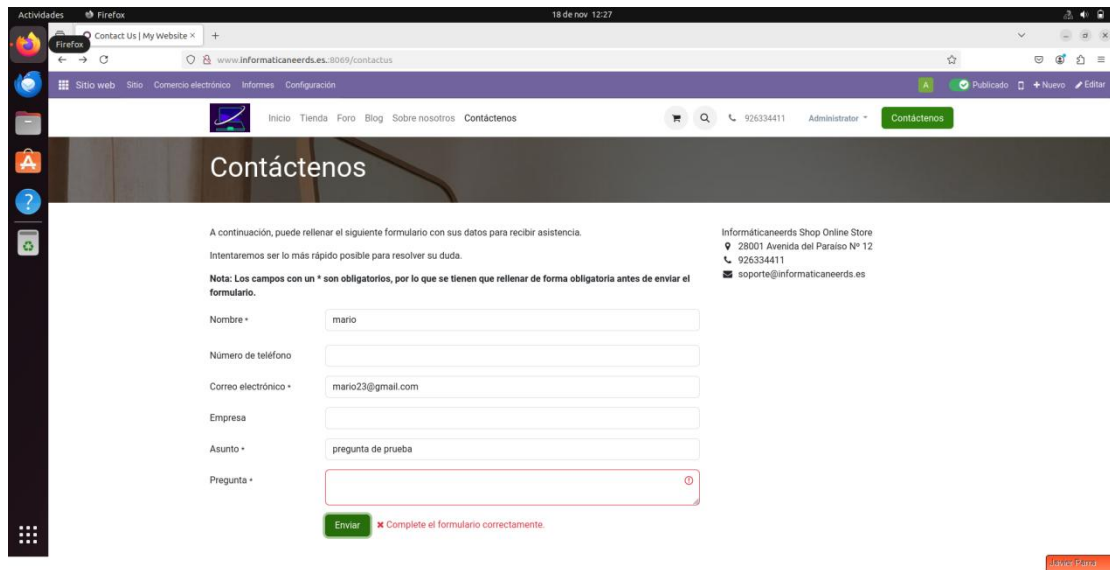 Actividades Firefox 18 de nov 12:27
Contact Us | My Website × +
Firefox
www.informaticaneerds.es:8069/contactus
Sitio web Sitio Comercio electrónico Informes Configuración A Publicado + Nuevo Editar
Inicio Tienda Foro Blog Sobre nosotros Contáctenos 926334411 Administrator Contáctenos
Contáctenos
A continuación, puede rellenar el siguiente formulario con sus datos para recibir asistencia.
Intentaremos ser lo más rápido posible para resolver su duda.
Nota: Los campos con un * son obligatorios, por lo que se tienen que rellenar de forma obligatoria antes de enviar el
formulario.
Informáticaneerds Shop Online Store
28001 Avenida del Paraíso Nº 12
926334411
soporte@informaticaneerds.es
Nombre * mario
Número de teléfono
Correo electrónico * mario23@gmail.com
Empresa
Asunto * pregunta de prueba
Pregunta *
Enviar ✖ Complete el formulario correctamente.
Javier Parra